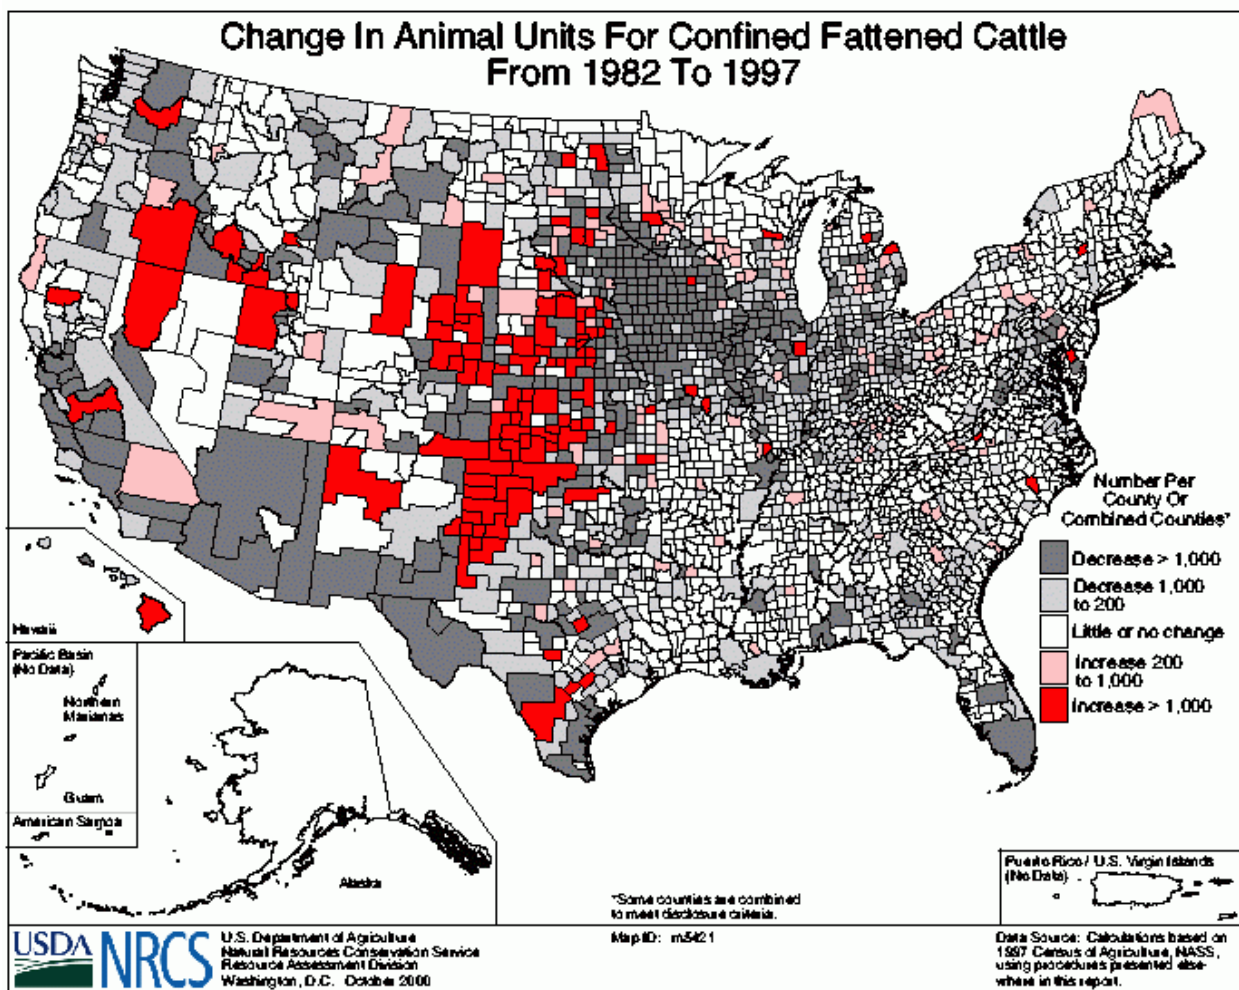 Change In Animal Units For Confined Fattened Cattle
From 1982 To 1997
Number Per
County Or
Combined Counties*
Decrease > 1,000
Decrease 1,000
to 200
Little or no change
Increase 200
to 1,000
Increase > 1,000
Hawaii
Pacific Basin
(No Data)
Northern
Marianas
Guam
American Samoa
Alaska
*Some counties are combined
to meet disclosure criteria.
Puerto Rico / U.S. Virgin Islands
(No Data)
USDA
NRCS
U.S. Department of Agriculture
Natural Resources Conservation Service
Resource Assessment Division
Washington, D.C. October 2000
Map ID: m5421
Data Source: Calculations based on
1997 Census of Agriculture, NASS,
using procedures presented else-
where in this report.